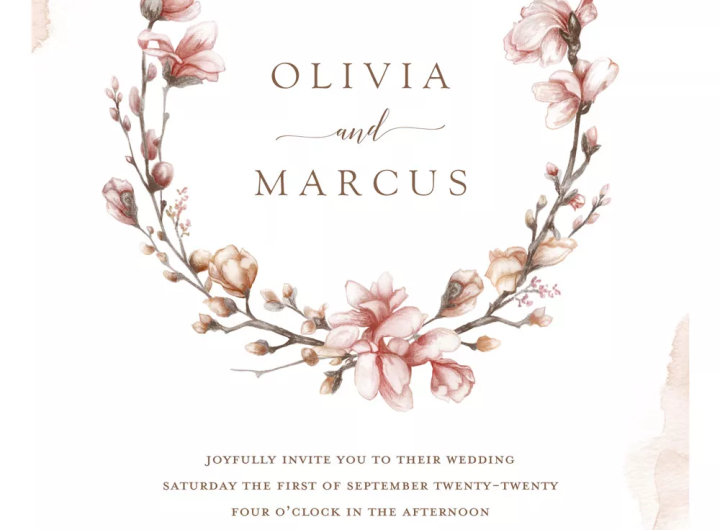 OLIVIA
and
MARCUS
JOYFULLY INVITE YOU TO THEIR WEDDING
SATURDAY THE FIRST OF SEPTEMBER TWENTY-TWENTY
FOUR O'CLOCK IN THE AFTERNOON